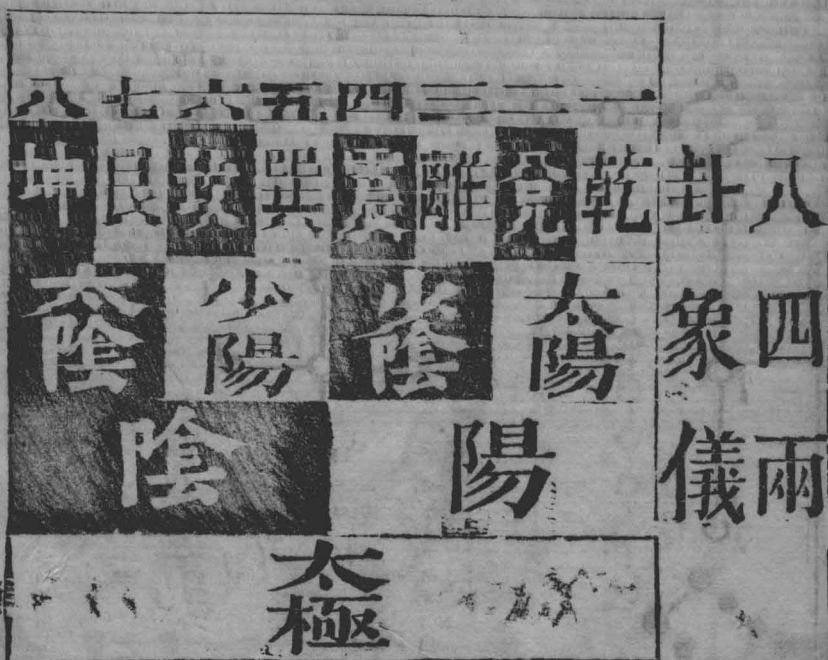 一二三四五六七八
八卦 乾兌離震巽坎艮坤
四象 太陽 少陰 少陽 太陰
兩儀 陽 陰
太極